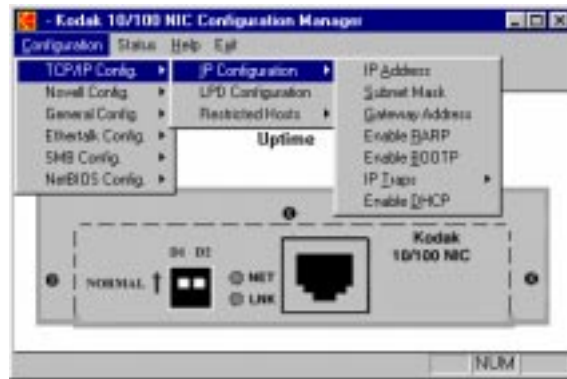 - Kodak 10/100 NIC Configuration Manager
Configuration Status Help Exit
TCP/IP Config.
Novell Config.
General Config.
Ethertalk Config.
SMB Config.
NetBIOS Config.
IP Configuration
LPD Configuration
Restricted Hosts
IP Address
Subnet Mask
Gateway Address
Enable RARP
Enable BOOTP
IP Traps
Enable DHCP
Uptime
Kodak
10/100 NIC
D1 D2
NORMAL
NET
LNK
NUM